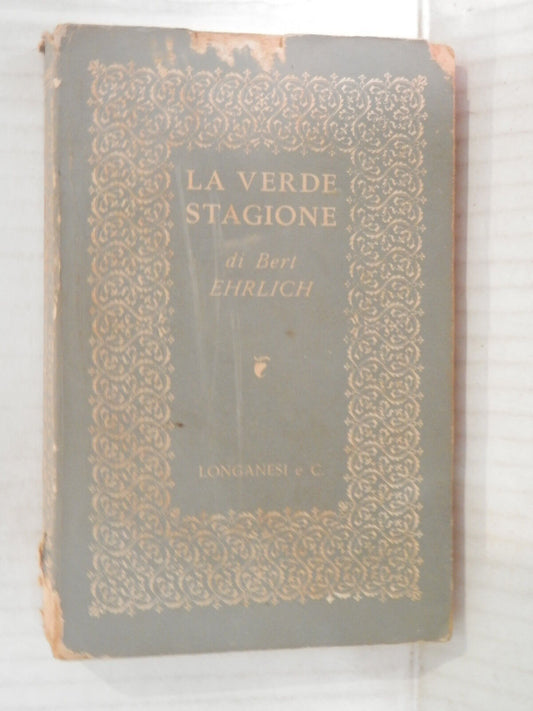 LA VERDE
STAGIONE
di Bert
EHRLICH
LONGANESI e C.